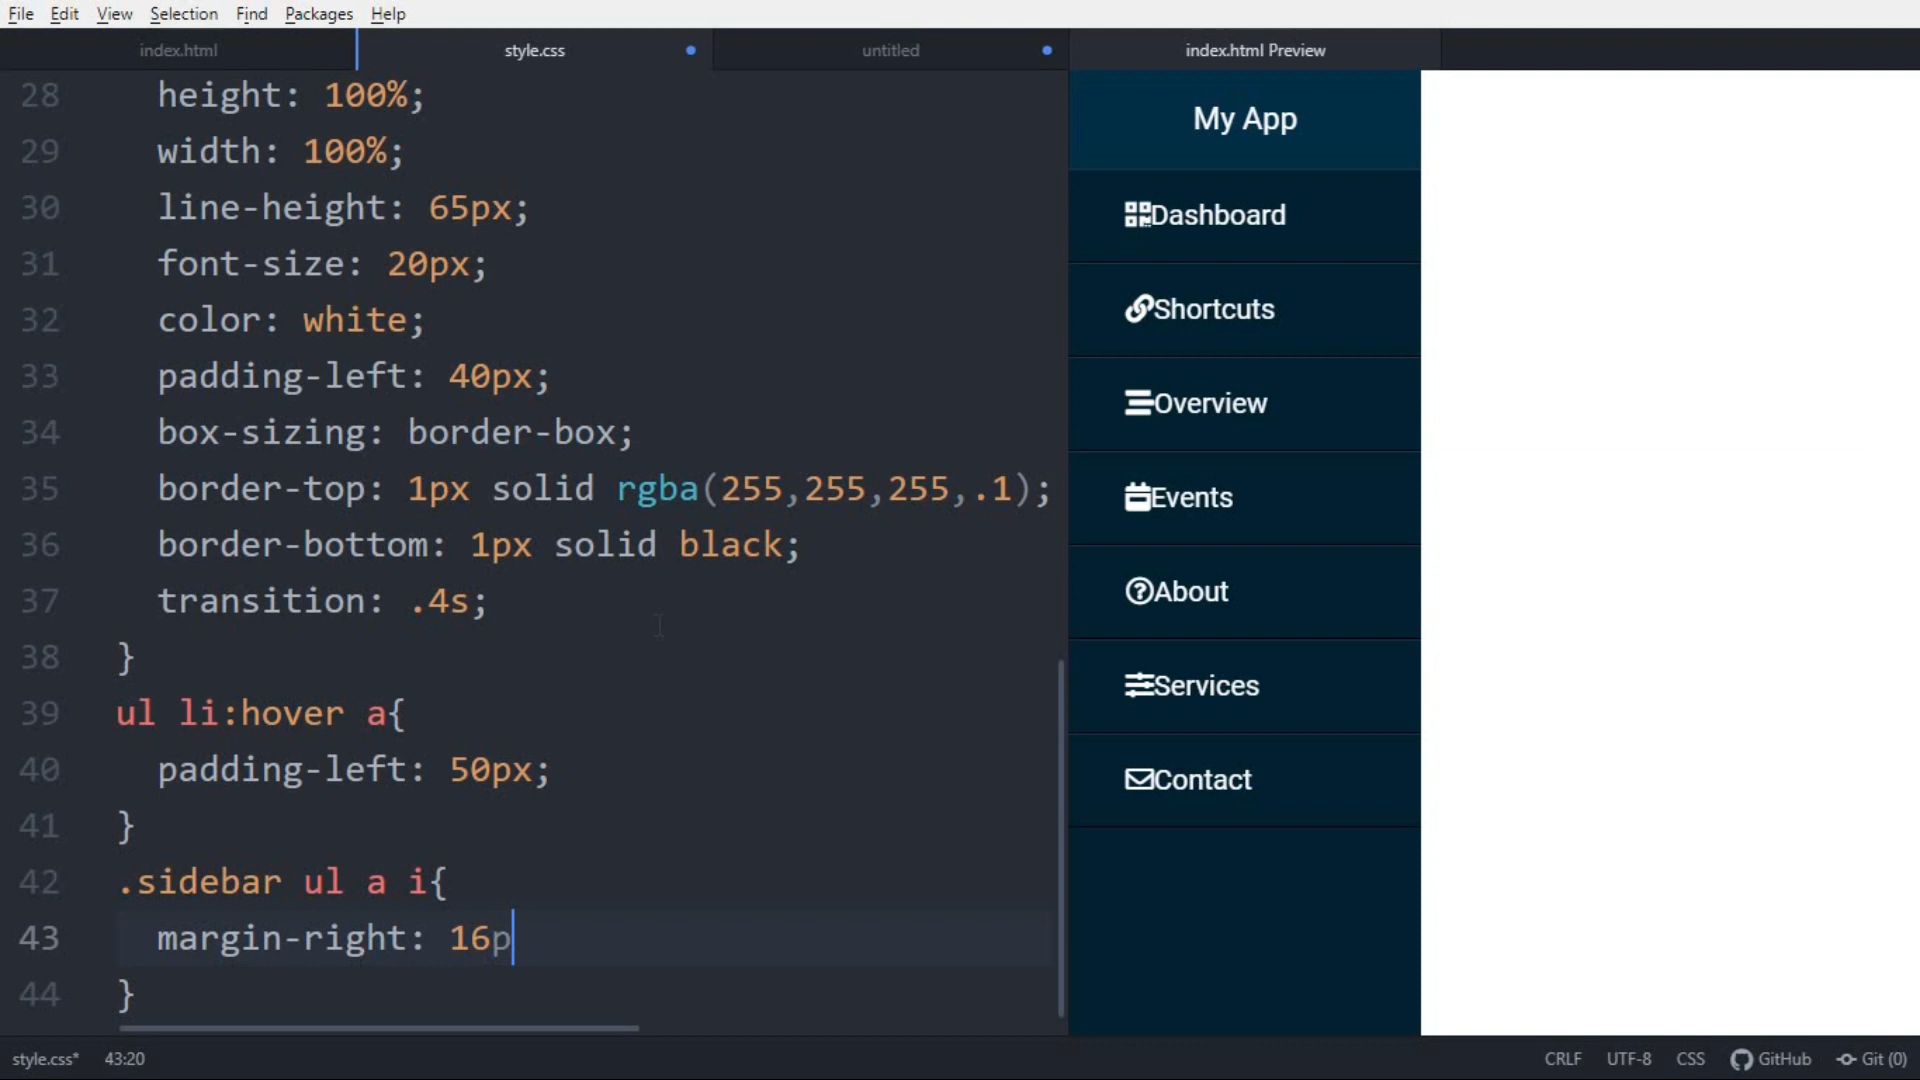 File Edit View Selection Find Packages Help
index.html style.css untitled index.html Preview
28 height: 100%;
29 width: 100%;
30 line-height: 65px;
31 font-size: 20px;
32 color: white;
33 padding-left: 40px;
34 box-sizing: border-box;
35 border-top: 1px solid rgba(255,255,255,.1);
36 border-bottom: 1px solid black;
37 transition: .4s;
38 }
39 ul li:hover a{
40 padding-left: 50px;
41 }
42 .sidebar ul a i{
43 margin-right: 16p
44 }
My App
Dashboard
Shortcuts
Overview
Events
About
Services
Contact
style.css* 43:20 CRLF UTF-8 CSS GitHub Git (0)